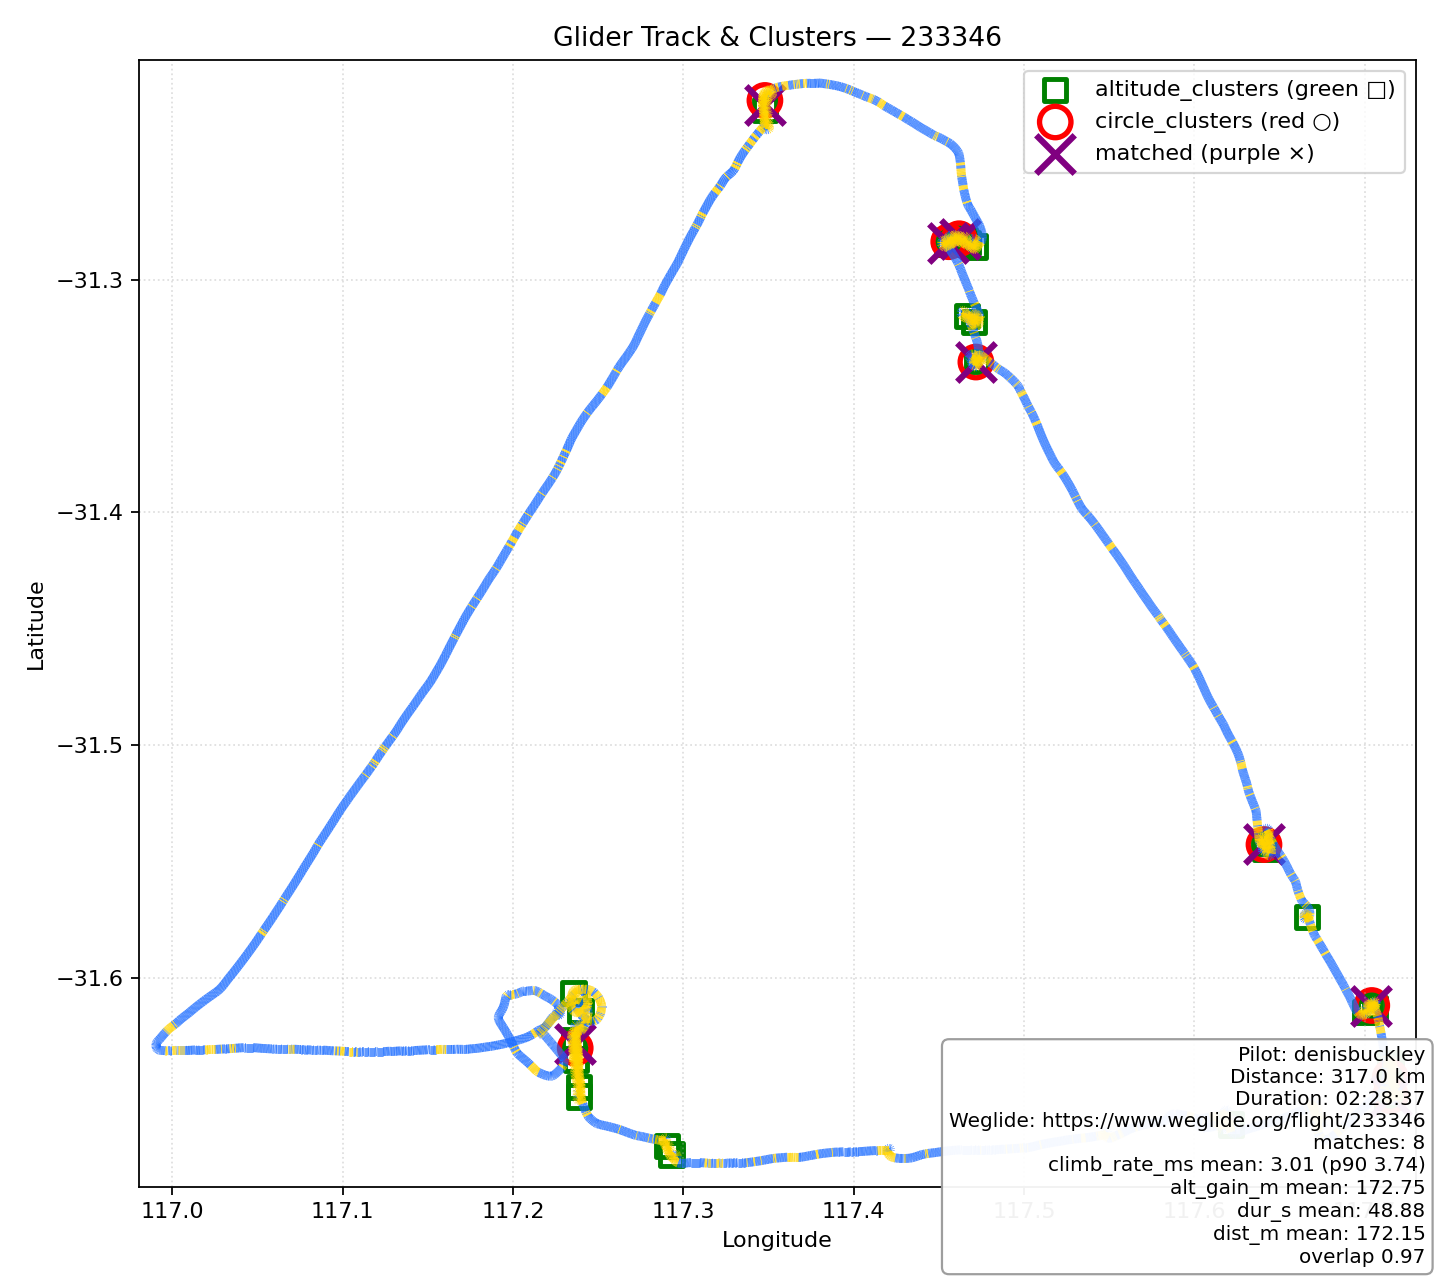 Glider Track & Clusters — 233346
altitude_clusters (green □)
circle_clusters (red ○)
matched (purple ×)
−31.3
−31.4
−31.5
−31.6
Latitude
117.0
117.1
117.2
117.3
117.4
117.5
117.6
Longitude
Pilot: denisbuckley
Distance: 317.0 km
Duration: 02:28:37
Weglide: https://www.weglide.org/flight/233346
matches: 8
climb_rate_ms mean: 3.01 (p90 3.74)
alt_gain_m mean: 172.75
dur_s mean: 48.88
dist_m mean: 172.15
overlap 0.97